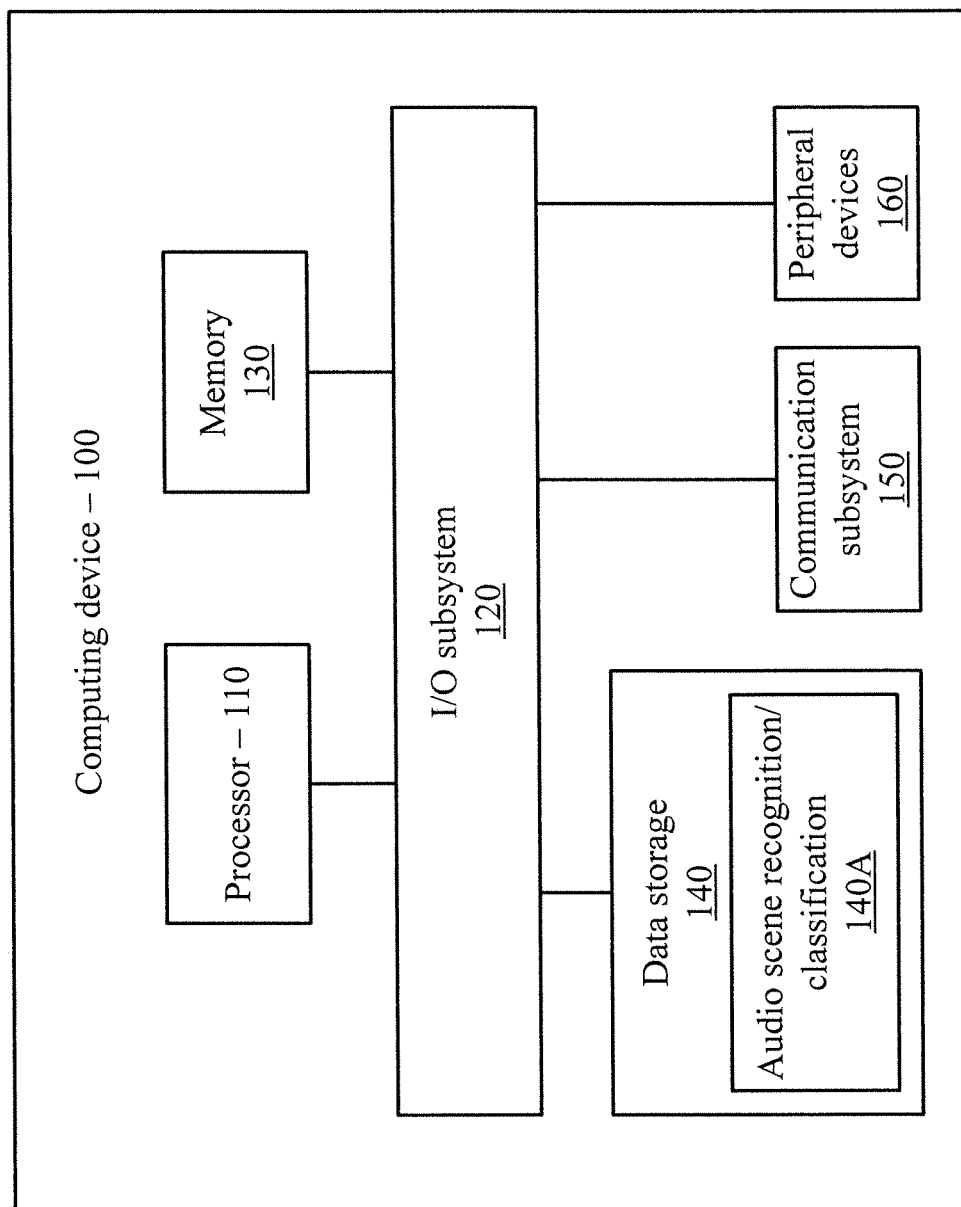 Computing device – 100
Processor – 110
Memory
130
I/O subsystem
120
Data storage
140
Audio scene recognition/
classification
140A
Communication
subsystem
150
Peripheral
devices
160